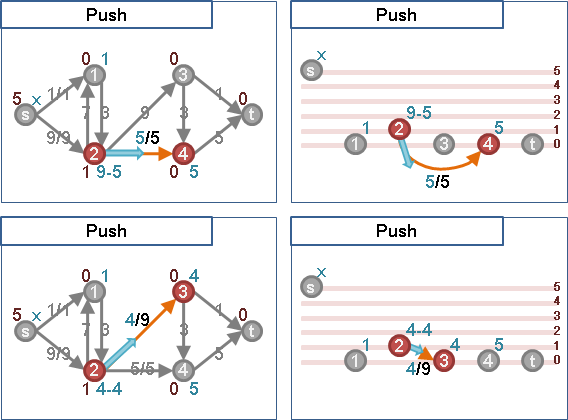 Push
0 1 0
1 3
5 x 1/1 1 0
s 7 3 9 3 t
9/9 5/5 5
2 4
1 9-5 0 5
Push
x
s 5
4
3
9-5 2
2 1 5 1
1 3 4 t 0
5/5
Push
0 1 0 4
1 3
5 x 1/1 4/9 1 0
s 7 3 3 t
9/9 5
2 5/5 4
1 4-4 0 5
Push
x
s 5
4
3
4-4 2
1 2 4 5 1
1 3 4 t 0
4/9